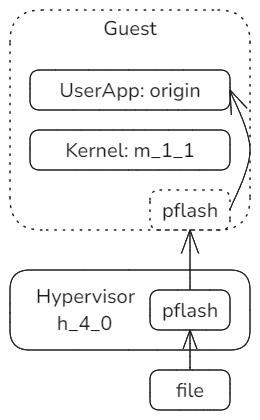 Guest
UserApp: origin
Kernel: m_1_1
pflash
Hypervisor
h_4_0
pflash
file